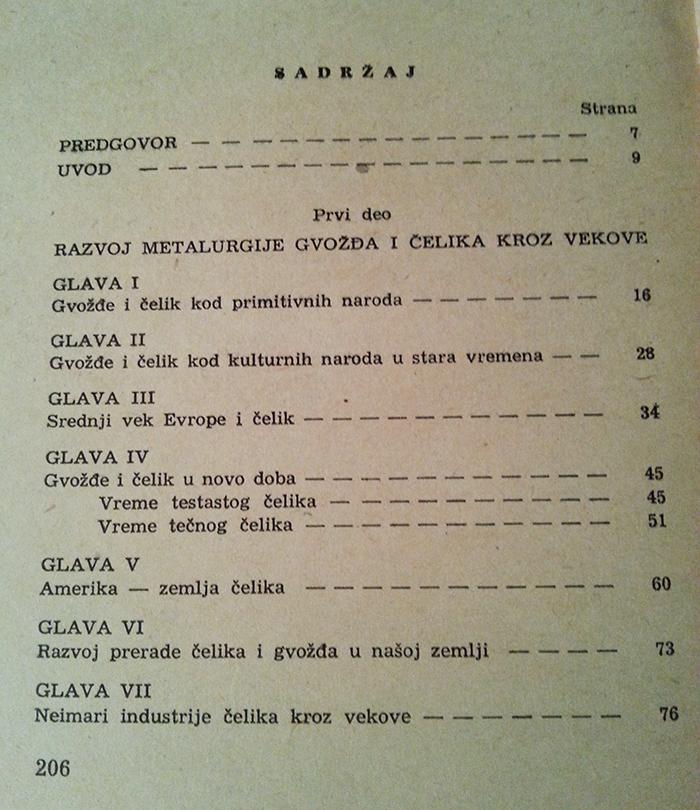 SADRŽAJ
Strana
PREDGOVOR — — — — — — — — — — — — — 7
UVOD — — — — — — — — — — — — — — — 9
Prvi deo
RAZVOJ METALURGIJE GVOŽĐA I ČELIKA KROZ VEKOVE
GLAVA I
Gvožđe i čelik kod primitivnih naroda — — — — — — 16
GLAVA II
Gvožđe i čelik kod kulturnih naroda u stara vremena — — 28
GLAVA III
Srednji vek Evrope i čelik — — — — — — — — — — 34
GLAVA IV
Gvožđe i čelik u novo doba — — — — — — — — — — 45
Vreme testastog čelika — — — — — — — — — 45
Vreme tečnog čelika — — — — — — — — — — 51
GLAVA V
Amerika — zemlja čelika — — — — — — — — — — 60
GLAVA VI
Razvoj prerade čelika i gvožđa u našoj zemlji — — — — 73
GLAVA VII
Neimari industrije čelika kroz vekove — — — — — — — 76
206